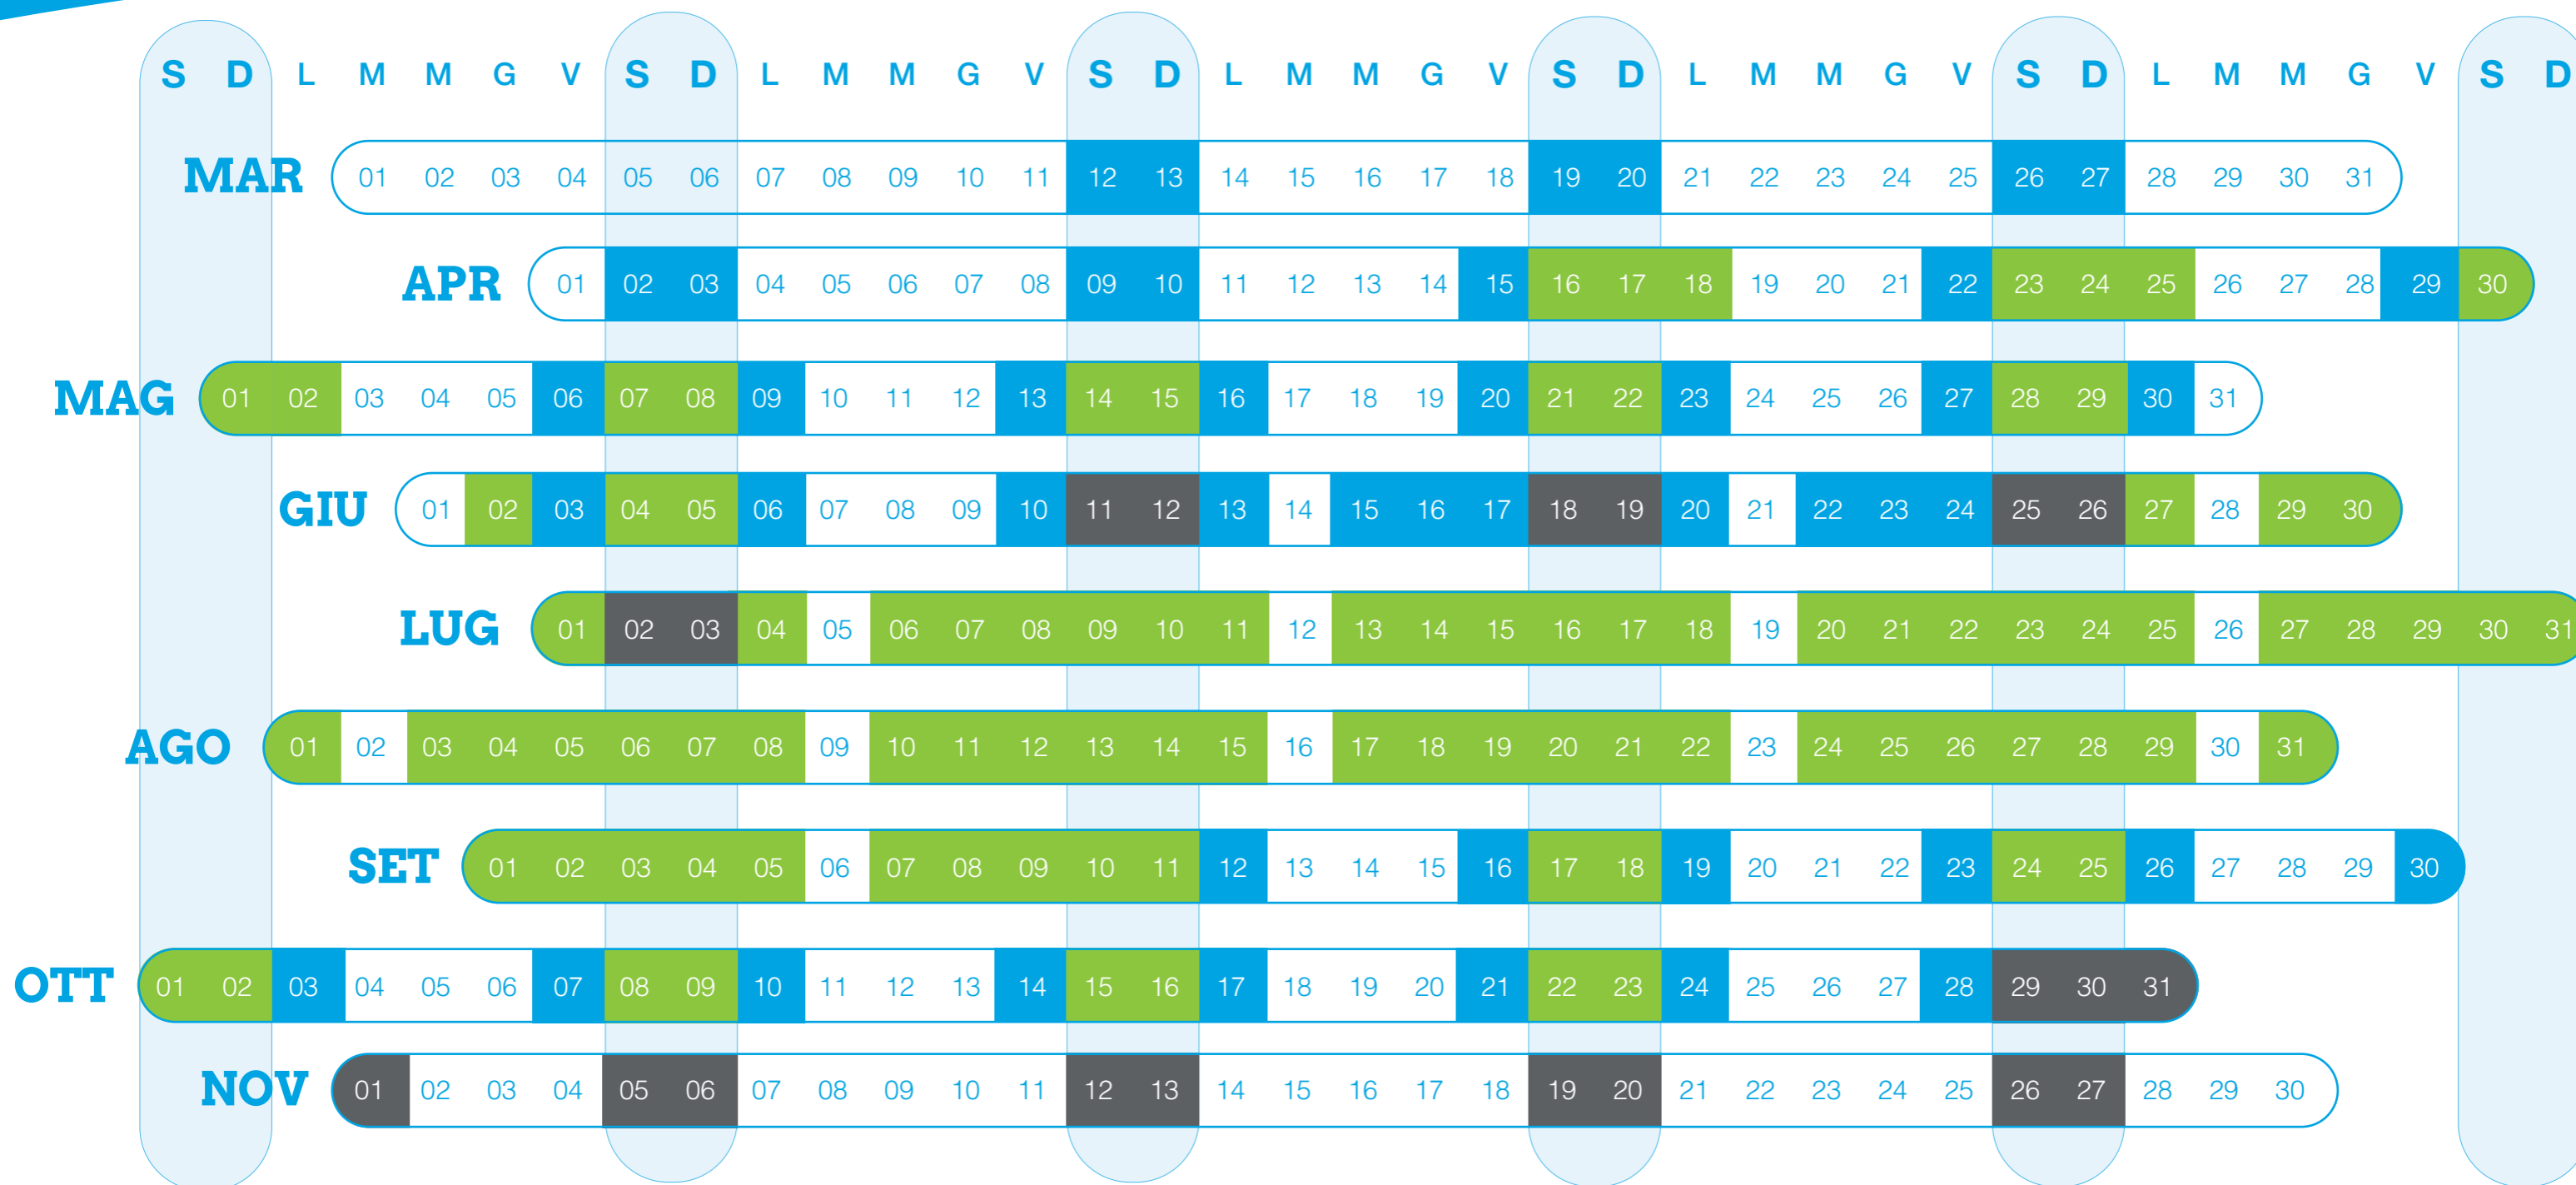 S D L M M G V S D L M M G V S D L M M G V S D L M M G V S D L M M G V S D
MAR 01 02 03 04 05 06 07 08 09 10 11 12 13 14 15 16 17 18 19 20 21 22 23 24 25 26 27 28 29 30 31
APR 01 02 03 04 05 06 07 08 09 10 11 12 13 14 15 16 17 18 19 20 21 22 23 24 25 26 27 28 29 30
MAG 01 02 03 04 05 06 07 08 09 10 11 12 13 14 15 16 17 18 19 20 21 22 23 24 25 26 27 28 29 30 31
GIU 01 02 03 04 05 06 07 08 09 10 11 12 13 14 15 16 17 18 19 20 21 22 23 24 25 26 27 28 29 30
LUG 01 02 03 04 05 06 07 08 09 10 11 12 13 14 15 16 17 18 19 20 21 22 23 24 25 26 27 28 29 30 31
AGO 01 02 03 04 05 06 07 08 09 10 11 12 13 14 15 16 17 18 19 20 21 22 23 24 25 26 27 28 29 30 31
SET 01 02 03 04 05 06 07 08 09 10 11 12 13 14 15 16 17 18 19 20 21 22 23 24 25 26 27 28 29 30
OTT 01 02 03 04 05 06 07 08 09 10 11 12 13 14 15 16 17 18 19 20 21 22 23 24 25 26 27 28 29 30 31
NOV 01 02 03 04 05 06 07 08 09 10 11 12 13 14 15 16 17 18 19 20 21 22 23 24 25 26 27 28 29 30